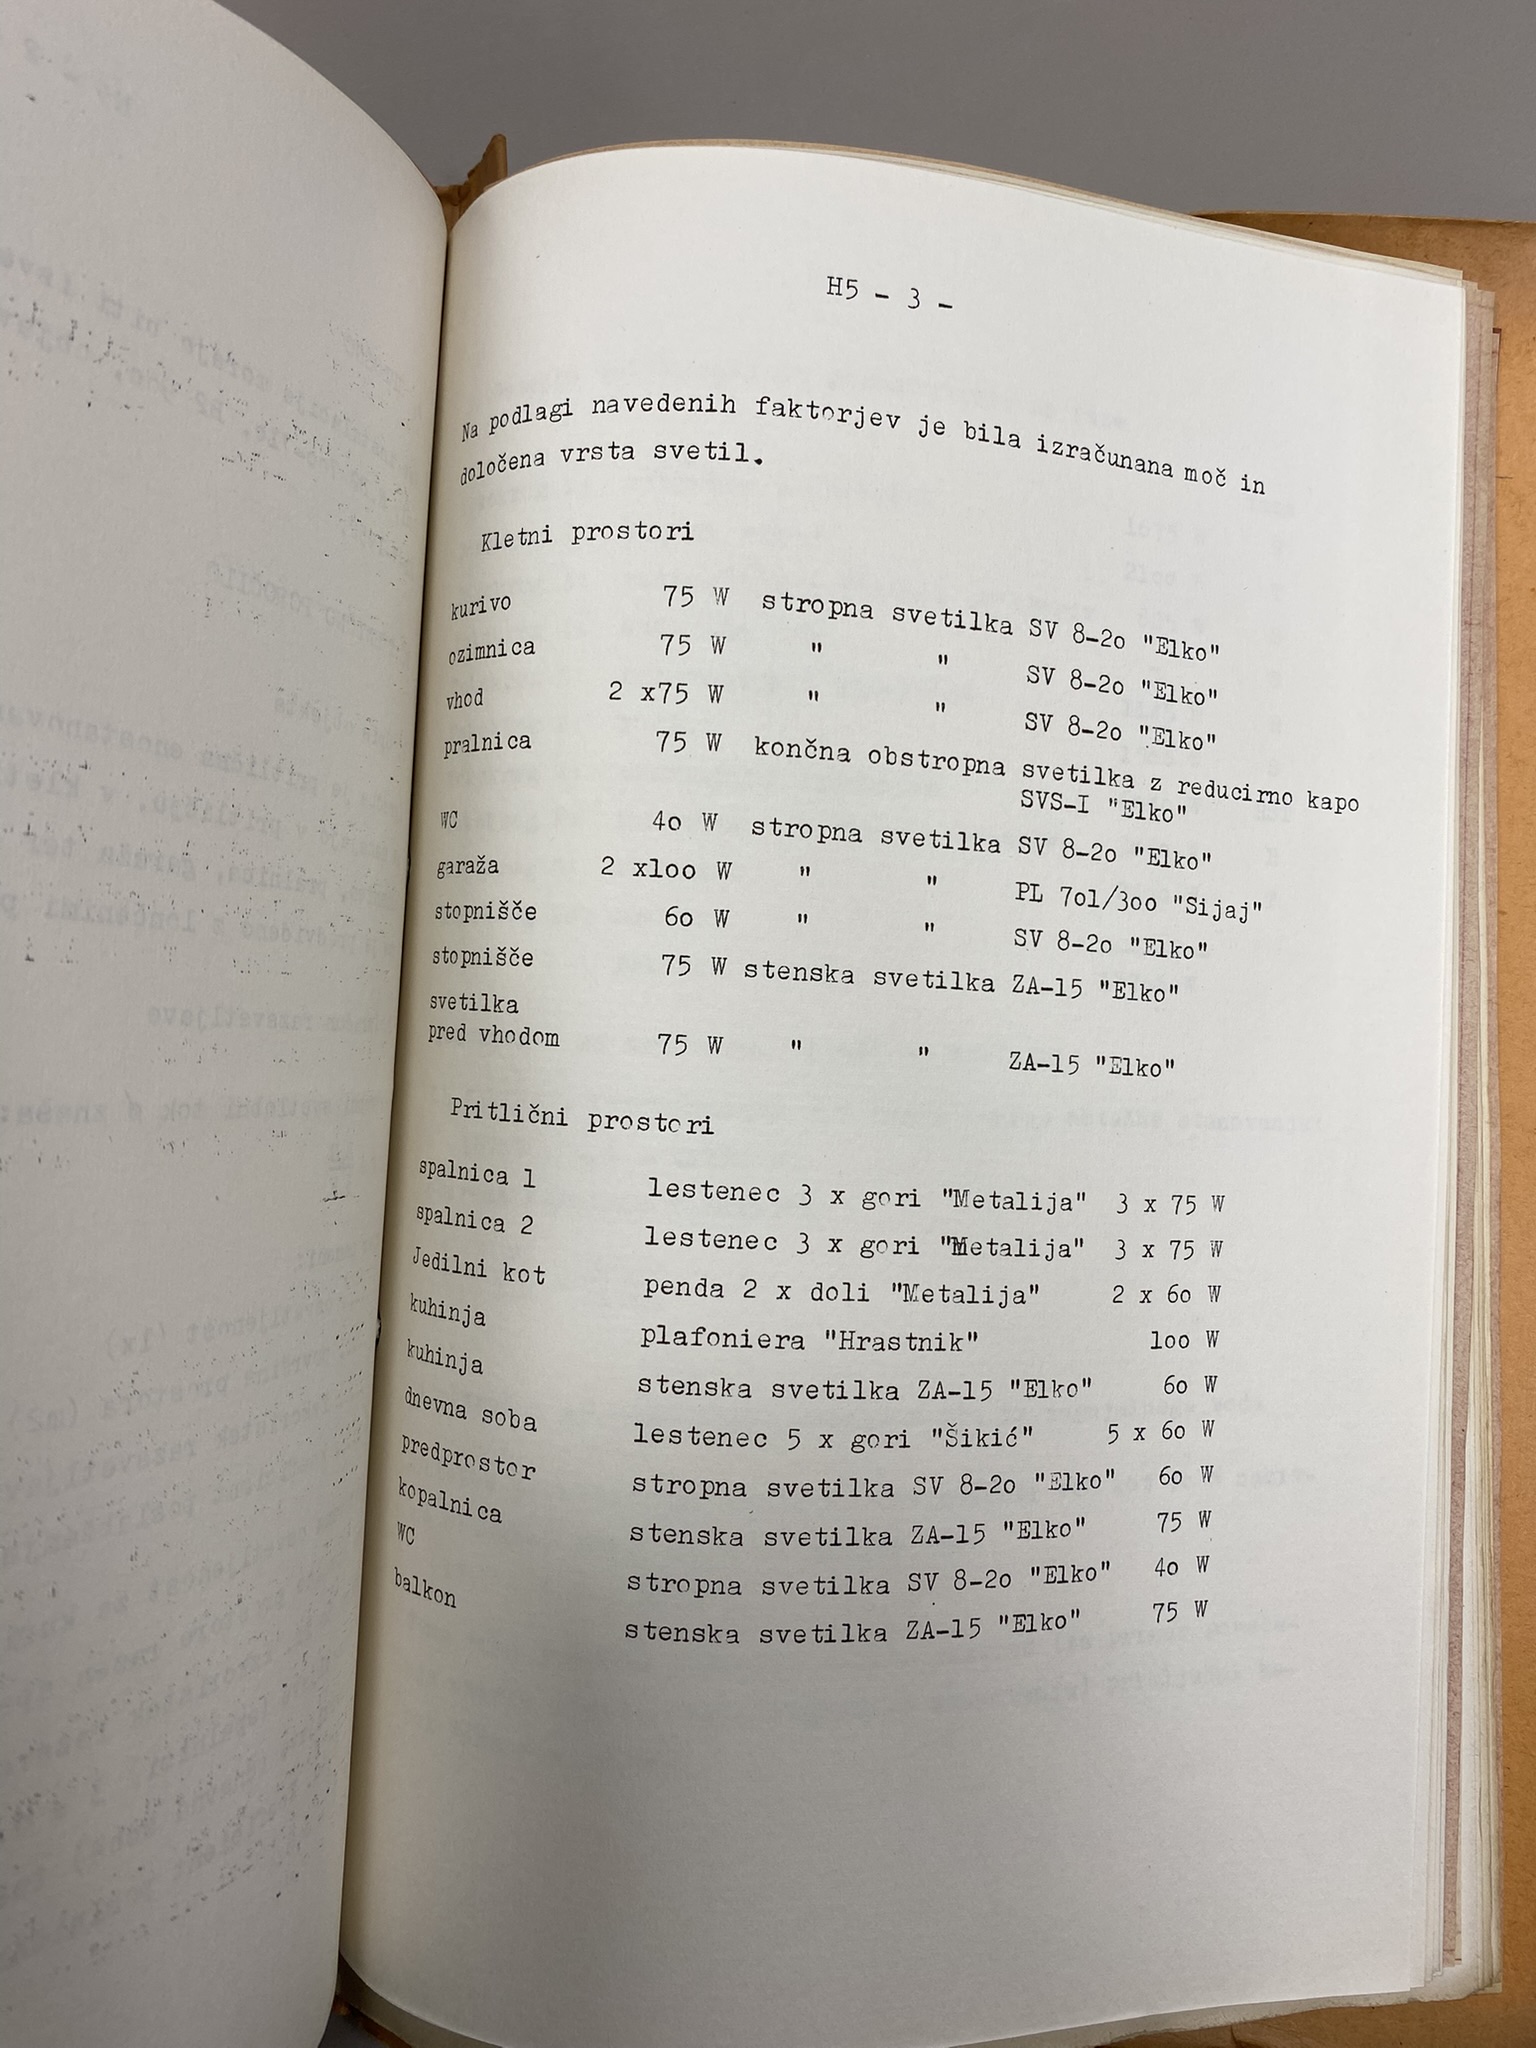 H5 - 3 -
Na podlagi navedenih faktorjev je bila izračunana moč in
določena vrsta svetil.
Kletni prostori
kurivo 75 W stropna svetilka SV 8-2o "Elko"
ozimnica 75 W " " SV 8-2o "Elko"
vhod 2 x75 W " " SV 8-2o "Elko"
pralnica 75 W končna obstropna svetilka z reducirno kapo
SVS-I "Elko"
WC 4o W stropna svetilka SV 8-2o "Elko"
garaža 2 xloo W " " PL 7ol/3oo "Sijaj"
stopnišče 6o W " " SV 8-2o "Elko"
stopnišče 75 W stenska svetilka ZA-15 "Elko"
svetilka
pred vhodom 75 W " " ZA-15 "Elko"
Pritlični prostori
spalnica l lestenec 3 x gori "Metalija" 3 x 75 W
spalnica 2 lestenec 3 x gori "Metalija" 3 x 75 W
Jedilni kot penda 2 x doli "Metalija" 2 x 6o W
kuhinja plafoniera "Hrastnik" loo W
kuhinja stenska svetilka ZA-15 "Elko" 6o W
dnevna soba lestenec 5 x gori "Šikić" 5 x 6o W
predprostor stropna svetilka SV 8-2o "Elko" 6o W
kopalnica stenska svetilka ZA-15 "Elko" 75 W
WC stropna svetilka SV 8-2o "Elko" 4o W
balkon stenska svetilka ZA-15 "Elko" 75 W